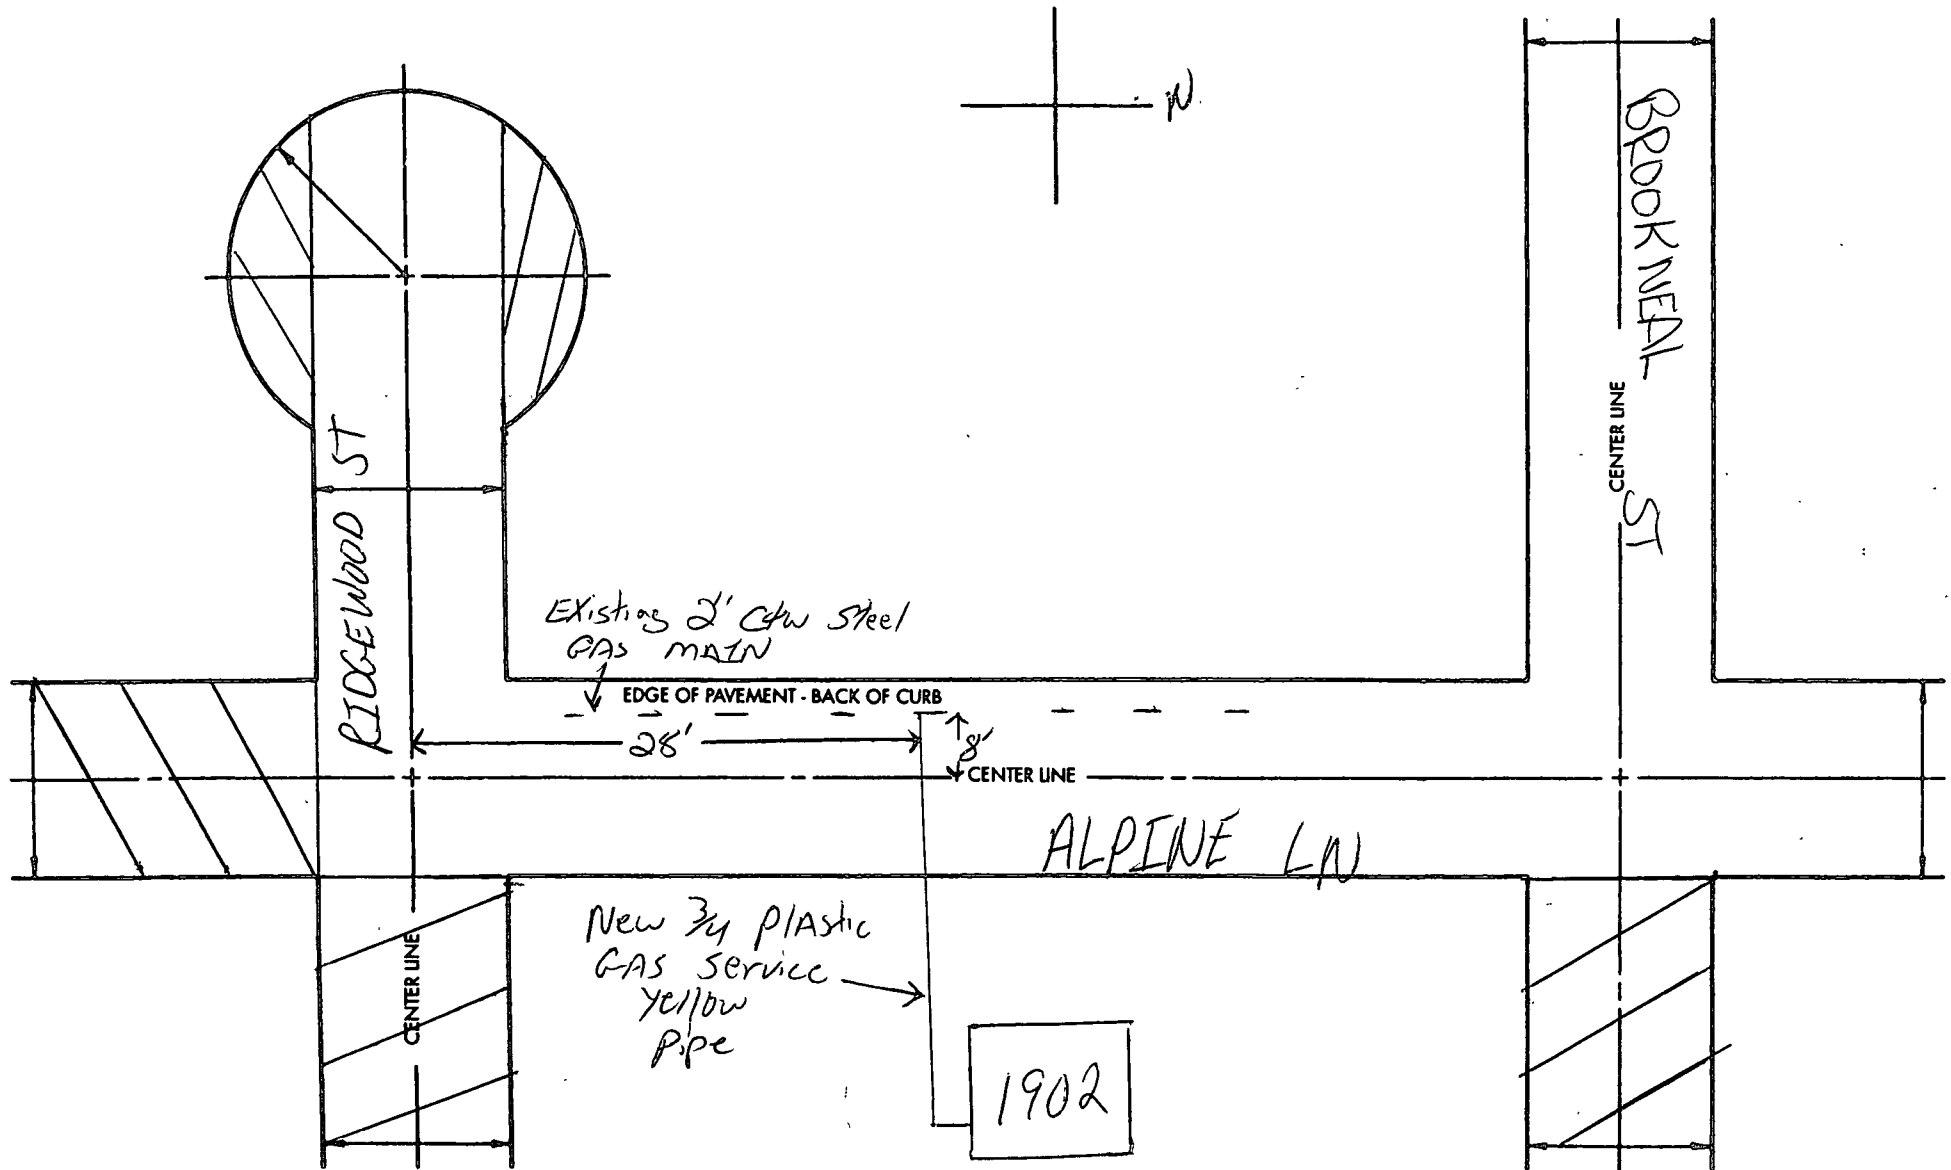 N
BROOKNEAL ST
CENTER LINE
RIDGEWOOD ST
Existing 2" C&W Steel
GAS MAIN
EDGE OF PAVEMENT - BACK OF CURB
28'
8'
CENTER LINE
ALPINE LN
New 3/4 PlAstic
GAS Service
Yellow
Pipe
CENTER LINE
1902